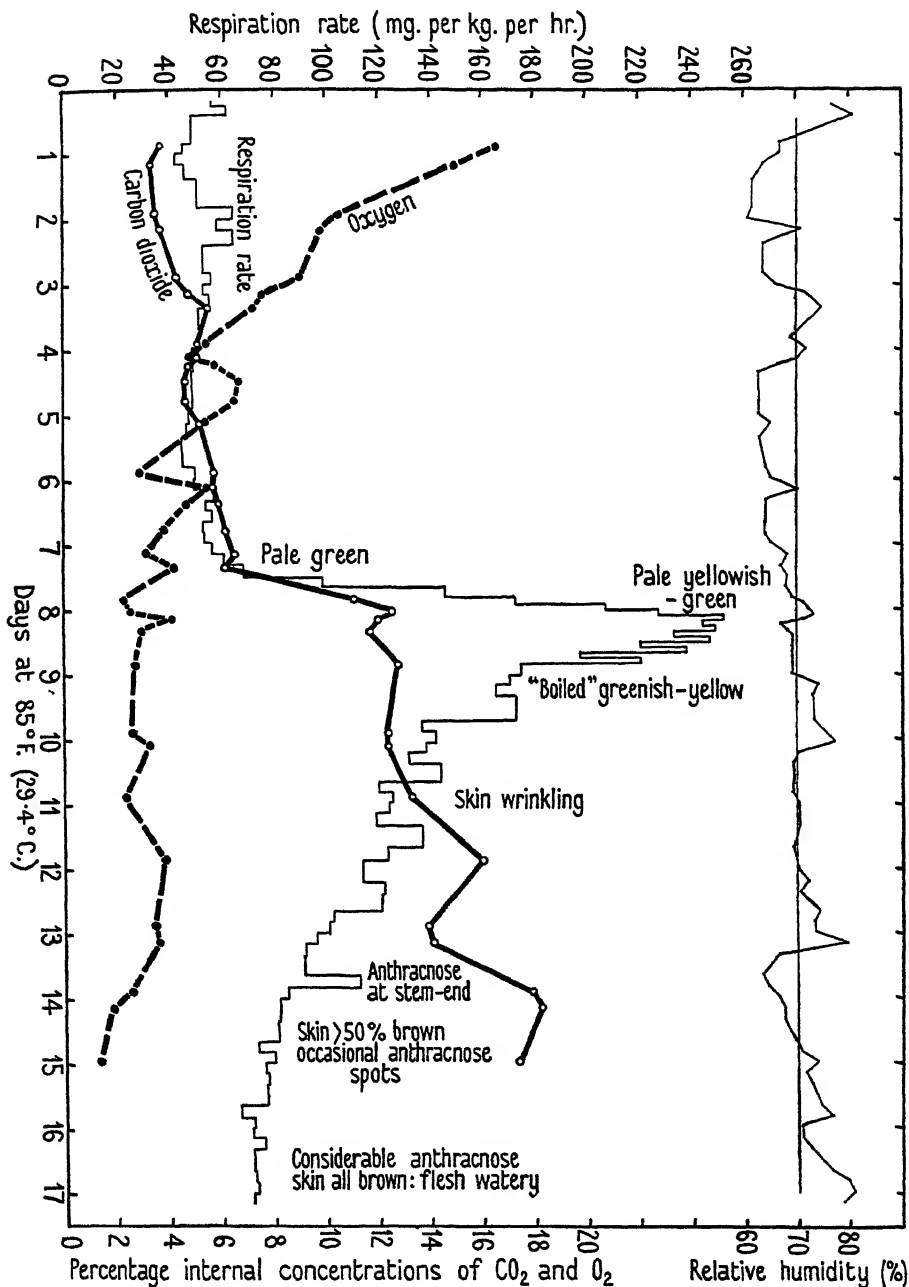 Respiration rate (mg. per kg. per hr.)
0 20 40 60 80 100 120 140 160 180 200 220 240 260
Respiration rate
Carbon dioxide
Oxygen
Pale green
Pale yellowish
-green
"Boiled" greenish-yellow
Skin wrinkling
Anthracnose
at stem-end
Skin >50% brown
occasional anthracnose
spots
Considerable anthracnose
skin all brown: flesh watery
1 2 3 4 5 6 7 8 9 10 11 12 13 14 15 16 17
Days at 85°F. (29·4°C.)
0 2 4 6 8 10 12 14 16 18 20
60 70 80 90
Percentage internal concentrations of CO₂ and O₂
Relative humidity (%)